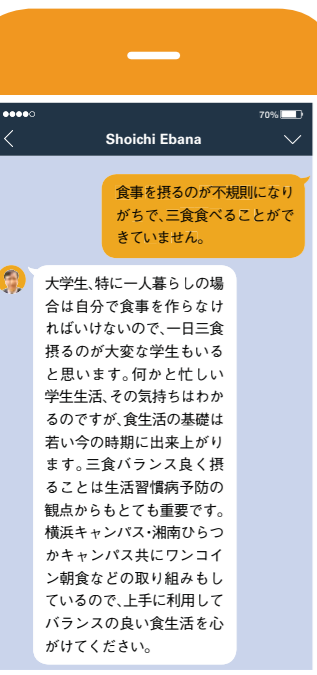 70%
Shoichi Ebana
食事を摂るのが不規則になり
がちで、三食食べることがで
きていません。
大学生、特に一人暮らしの場
合は自分で食事を作らなけ
ればいけないので、一日三食
摂るのが大変な学生もいる
と思います。何かと忙しい
学生生活、その気持ちはわか
るのですが、食生活の基礎は
若い今の時期に出来上がり
ます。三食バランス良く摂
ることは生活習慣病予防の
観点からもとても重要です。
横浜キャンパス・湘南ひらつ
かキャンパス共にワンコイ
ン朝食などの取り組みもし
ているので、上手に利用して
バランスの良い食生活を心
がけてください。